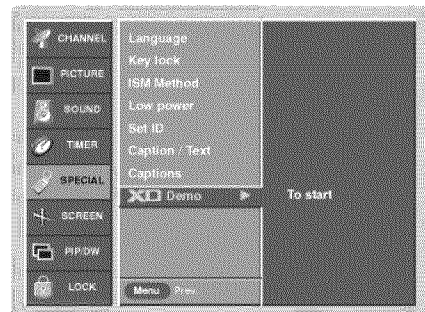 CHANNEL
PICTURE
SOUND
TIMER
SPECIAL
SCREEN
PIP/DW
LOCK
Language
Key lock
ISM Method
Low power
Set ID
Caption / Text
Captions
XD Demo
To start
Menu Prev.